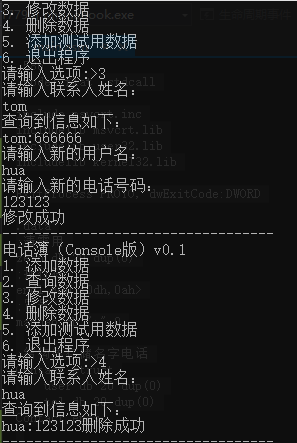 3. 修改数据
4. 删除数据
5. 添加测试用数据
6. 退出程序
请输入选项:>3
请输入联系人姓名:
tom
查询到信息如下:
tom:666666
请输入新的用户名:
hua
请输入新的电话号码:
123123
修改成功
--------------------------------
电话簿 (Console版) v0.1
1. 添加数据
2. 查询数据
3. 修改数据
4. 删除数据
5. 添加测试用数据
6. 退出程序
请输入选项:>4
请输入联系人姓名:
hua
查询到信息如下:
hua:123123删除成功
--------------------------------